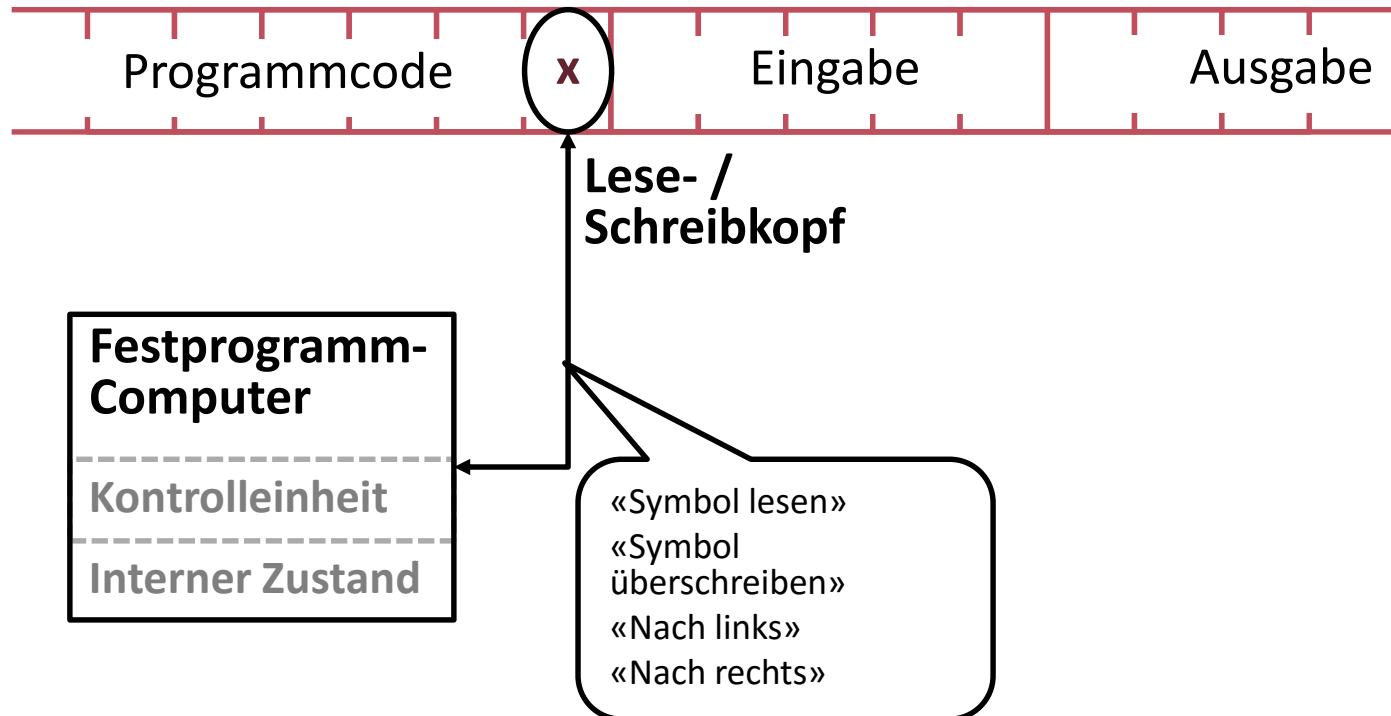 Programmcode x Eingabe Ausgabe
Lese- /
Schreibkopf
Festprogramm-
Computer
Kontrolleinheit
Interner Zustand
«Symbol lesen»
«Symbol
überschreiben»
«Nach links»
«Nach rechts»